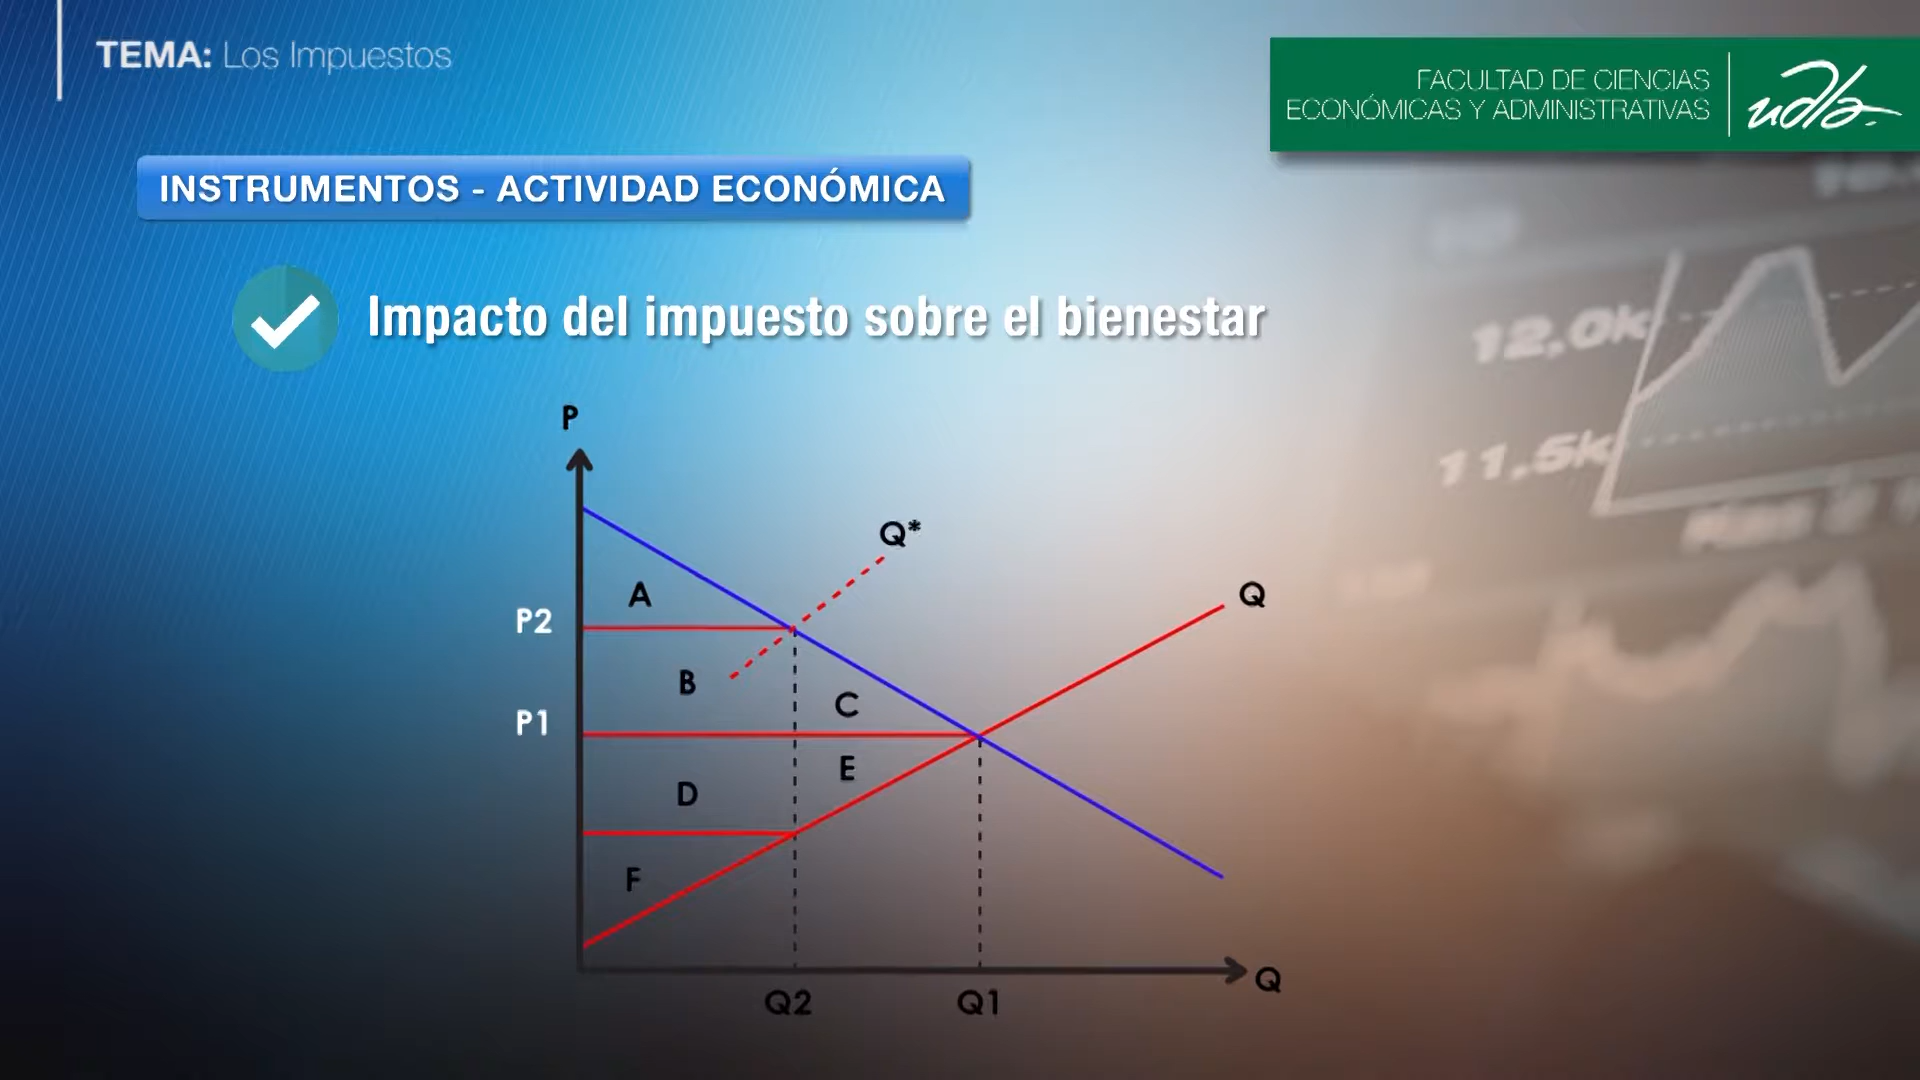 TEMA: Los Impuestos
FACULTAD DE CIENCIAS
ECONÓMICAS Y ADMINISTRATIVAS
udla-
INSTRUMENTOS - ACTIVIDAD ECONÓMICA
Impacto del impuesto sobre el bienestar
12,0k
11,5k
P
Q*
A
Q
P2
B
C
P1
E
D
F
Q
Q2
Q1